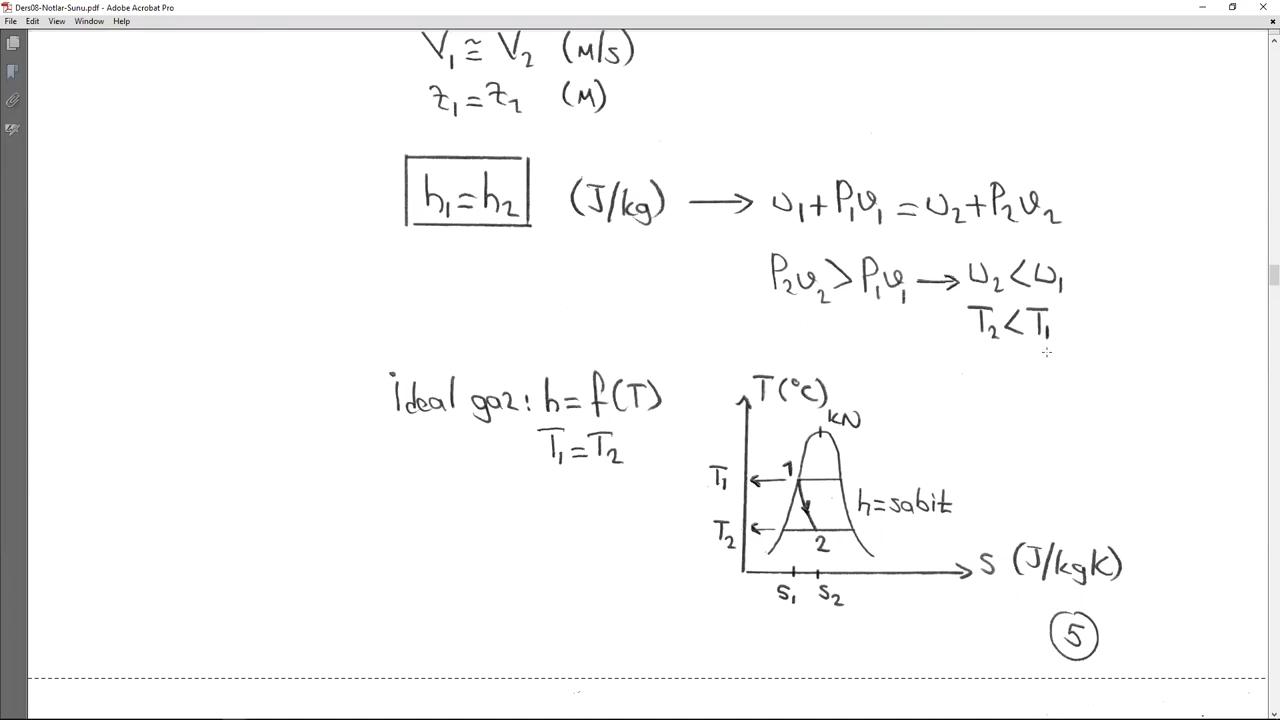 Ders08-Notlar-Sunu.pdf - Adobe Acrobat Pro
File Edit View Window Help
V₁ ≅ V₂ (m/s)
z₁ = z₂ (m)
h₁ = h₂ (J/kg) → u₁ + P₁v₁ = u₂ + P₂v₂
P₂v₂ > P₁v₁ → u₂ < u₁
T₂ < T₁
İdeal gaz: h = f(T)
T₁ = T₂
T (°C)
KN
T₁
1
h = sabit
T₂
2
s (J/kgK)
s₁ s₂
5